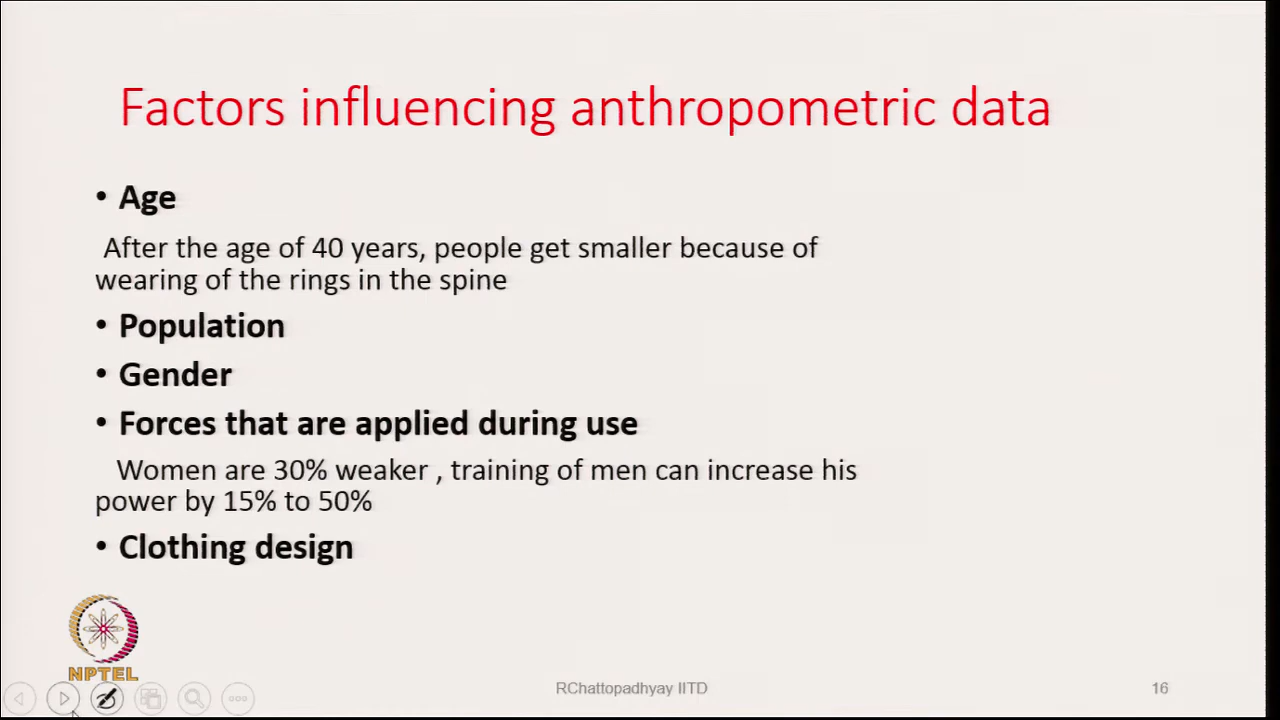 Factors influencing anthropometric data
• Age
After the age of 40 years, people get smaller because of
wearing of the rings in the spine
• Population
• Gender
• Forces that are applied during use
Women are 30% weaker , training of men can increase his
power by 15% to 50%
• Clothing design
NPTEL
RChattopadhyay IITD
16